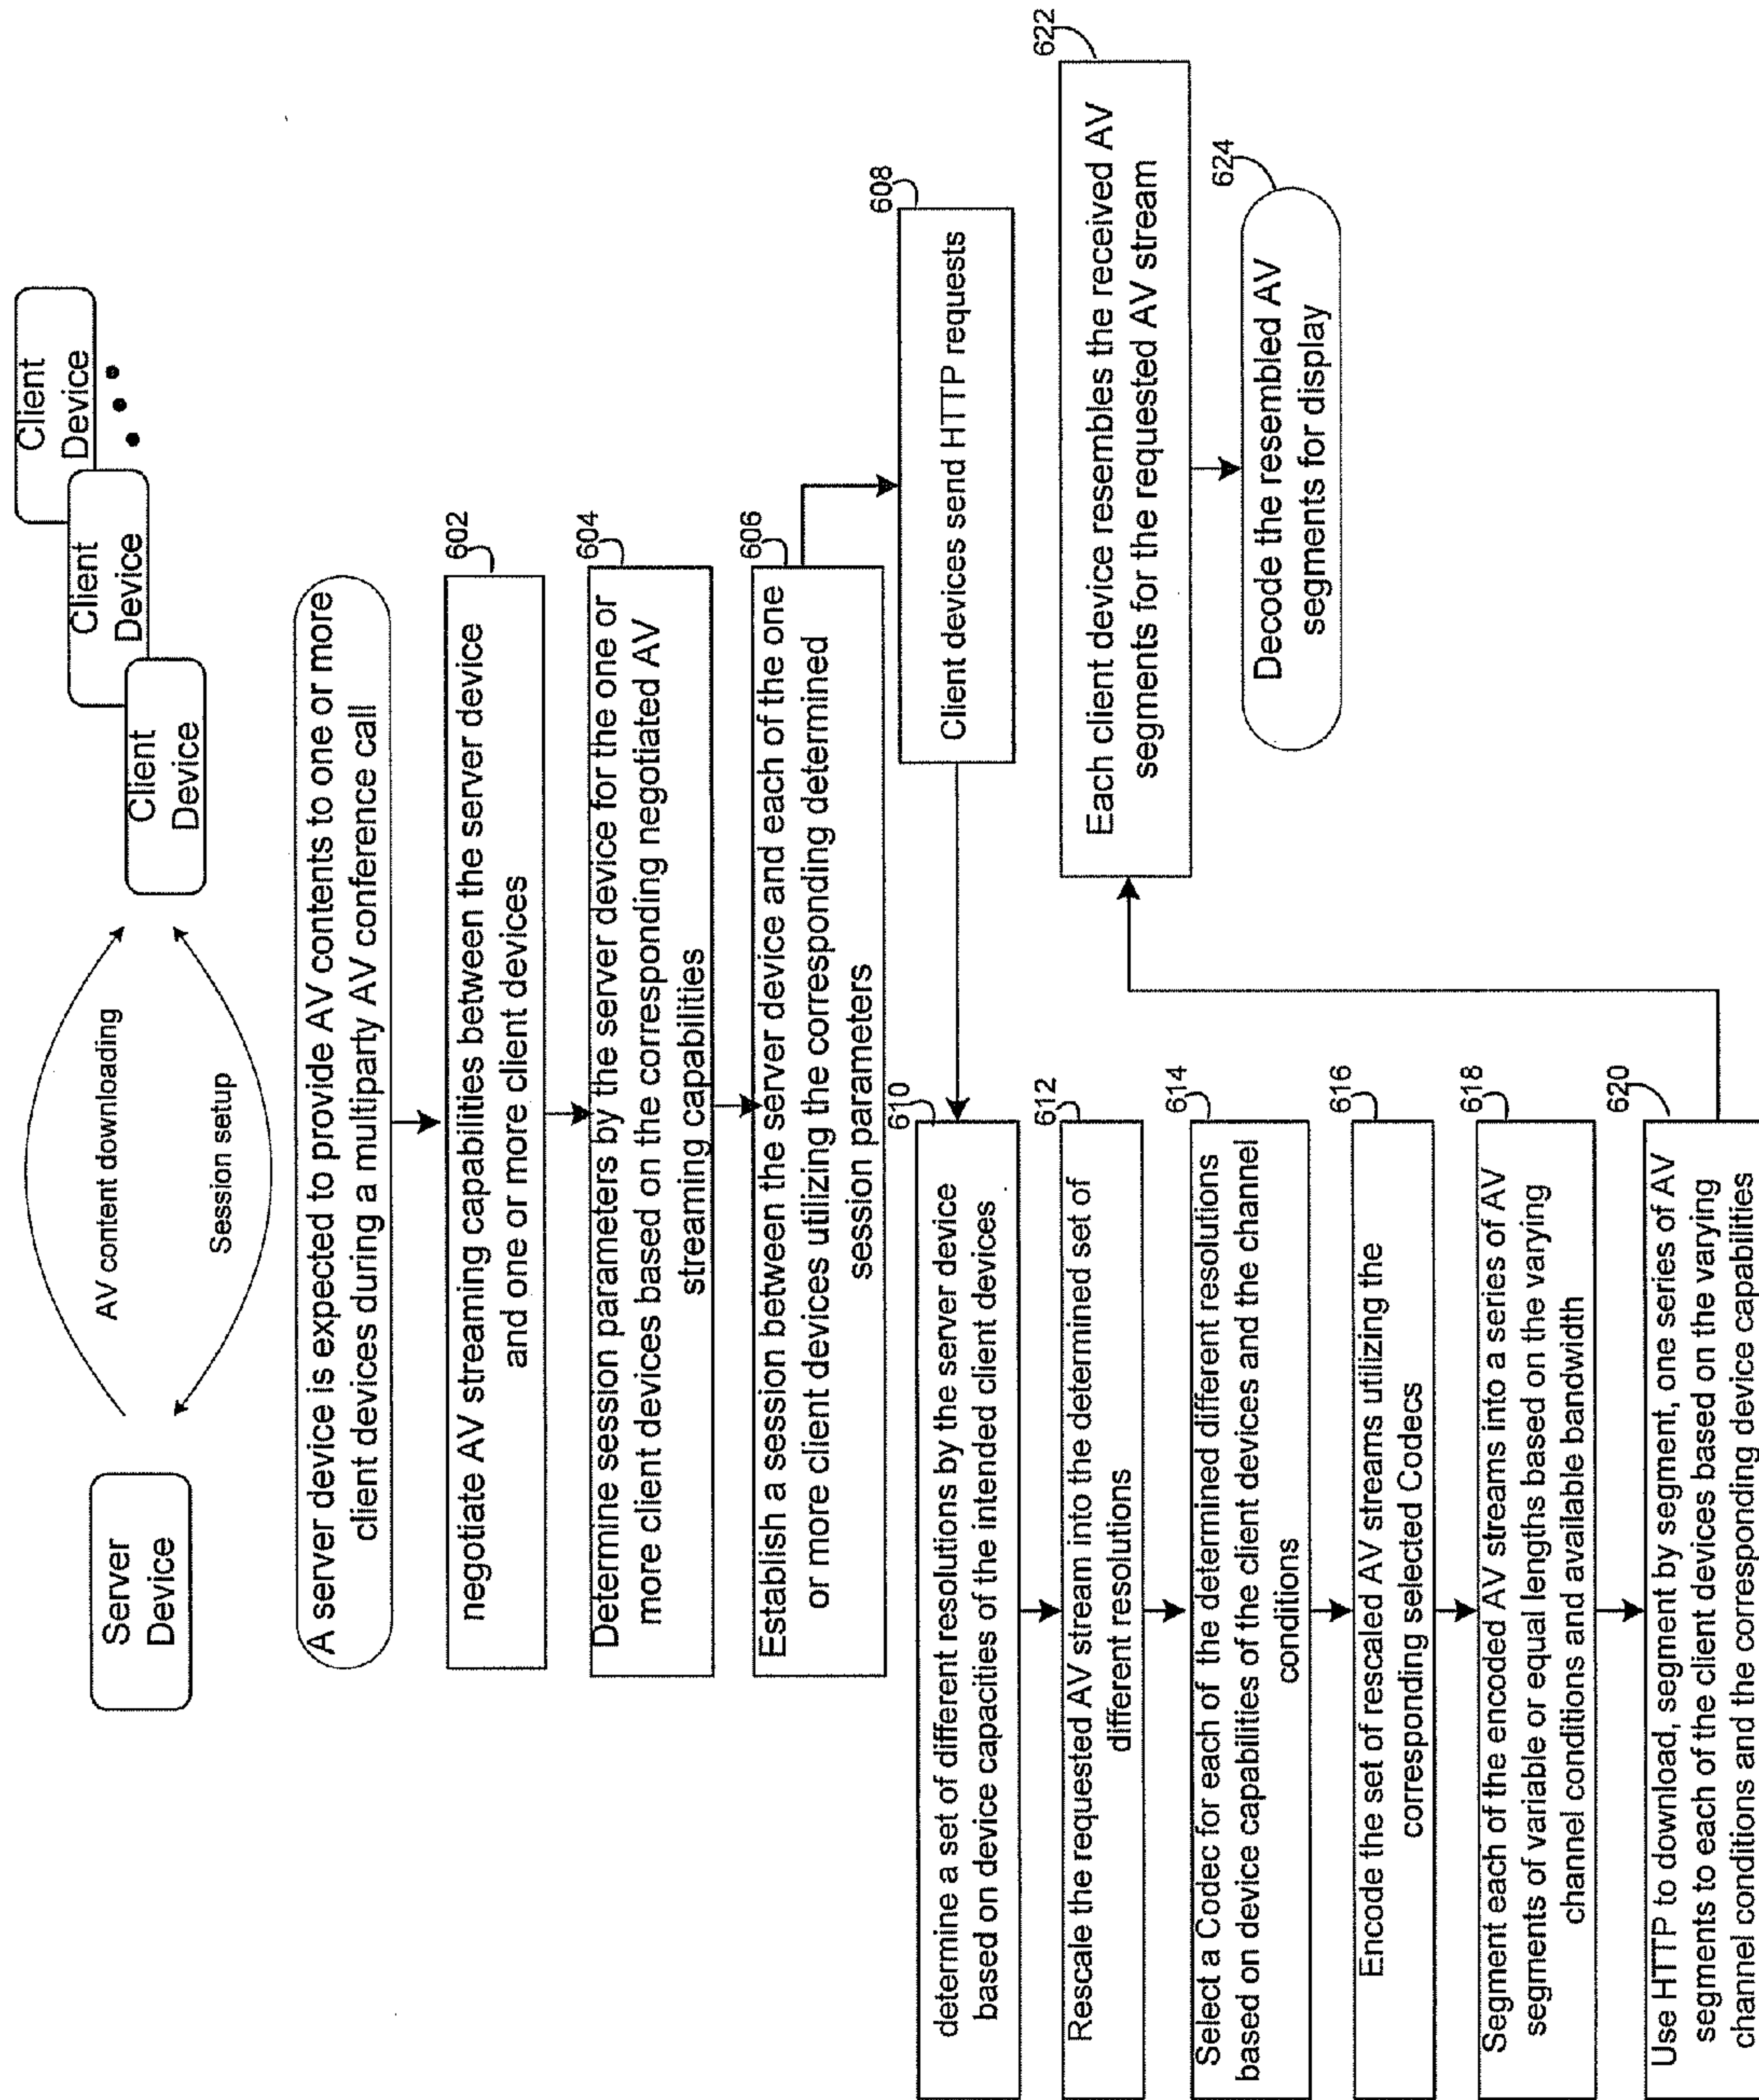 Server
Device
AV content downloading
Session setup
Client
Device
Client
Device
Client
Device
A server device is expected to provide AV contents to one or more
client devices during a multiparty AV conference call
602
negotiate AV streaming capabilities between the server device
and one or more client devices
604
Determine session parameters by the server device for the one or
more client devices based on the corresponding negotiated AV
streaming capabilities
606
Establish a session between the server device and each of the one
or more client devices utilizing the corresponding determined
session parameters
608
Client devices send HTTP requests
610
determine a set of different resolutions by the server device
based on device capacities of the intended client devices
612
Rescale the requested AV stream into the determined set of
different resolutions
614
Select a Codec for each of the determined different resolutions
based on device capabilities of the client devices and the channel
conditions
616
Encode the set of rescaled AV streams utilizing the
corresponding selected Codecs
618
Segment each of the encoded AV streams into a series of AV
segments of variable or equal lengths based on the varying
channel conditions and available bandwidth
620
Use HTTP to download, segment by segment, one series of AV
segments to each of the client devices based on the varying
channel conditions and the corresponding device capabilities
622
Each client device resembles the received AV
segments for the requested AV stream
624
Decode the resembled AV
segments for display